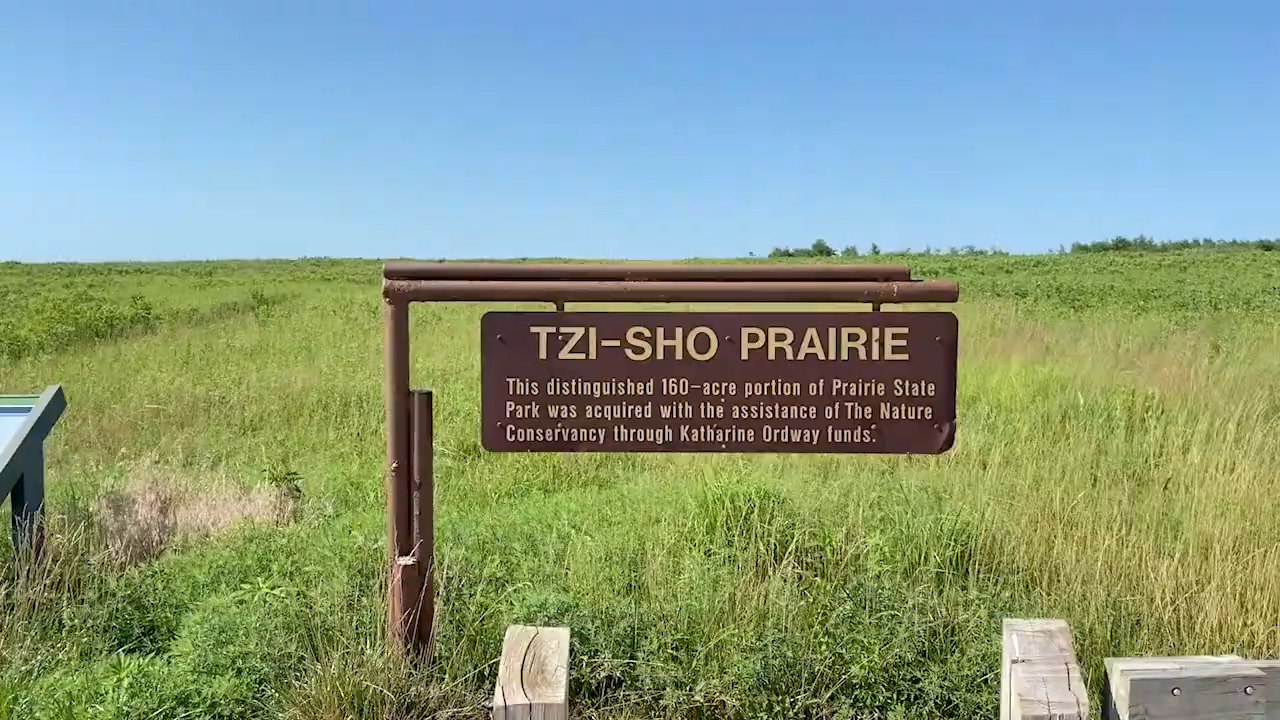 TZI-SHO PRAIRIE
This distinguished 160-acre portion of Prairie State
Park was acquired with the assistance of The Nature
Conservancy through Katharine Ordway funds.